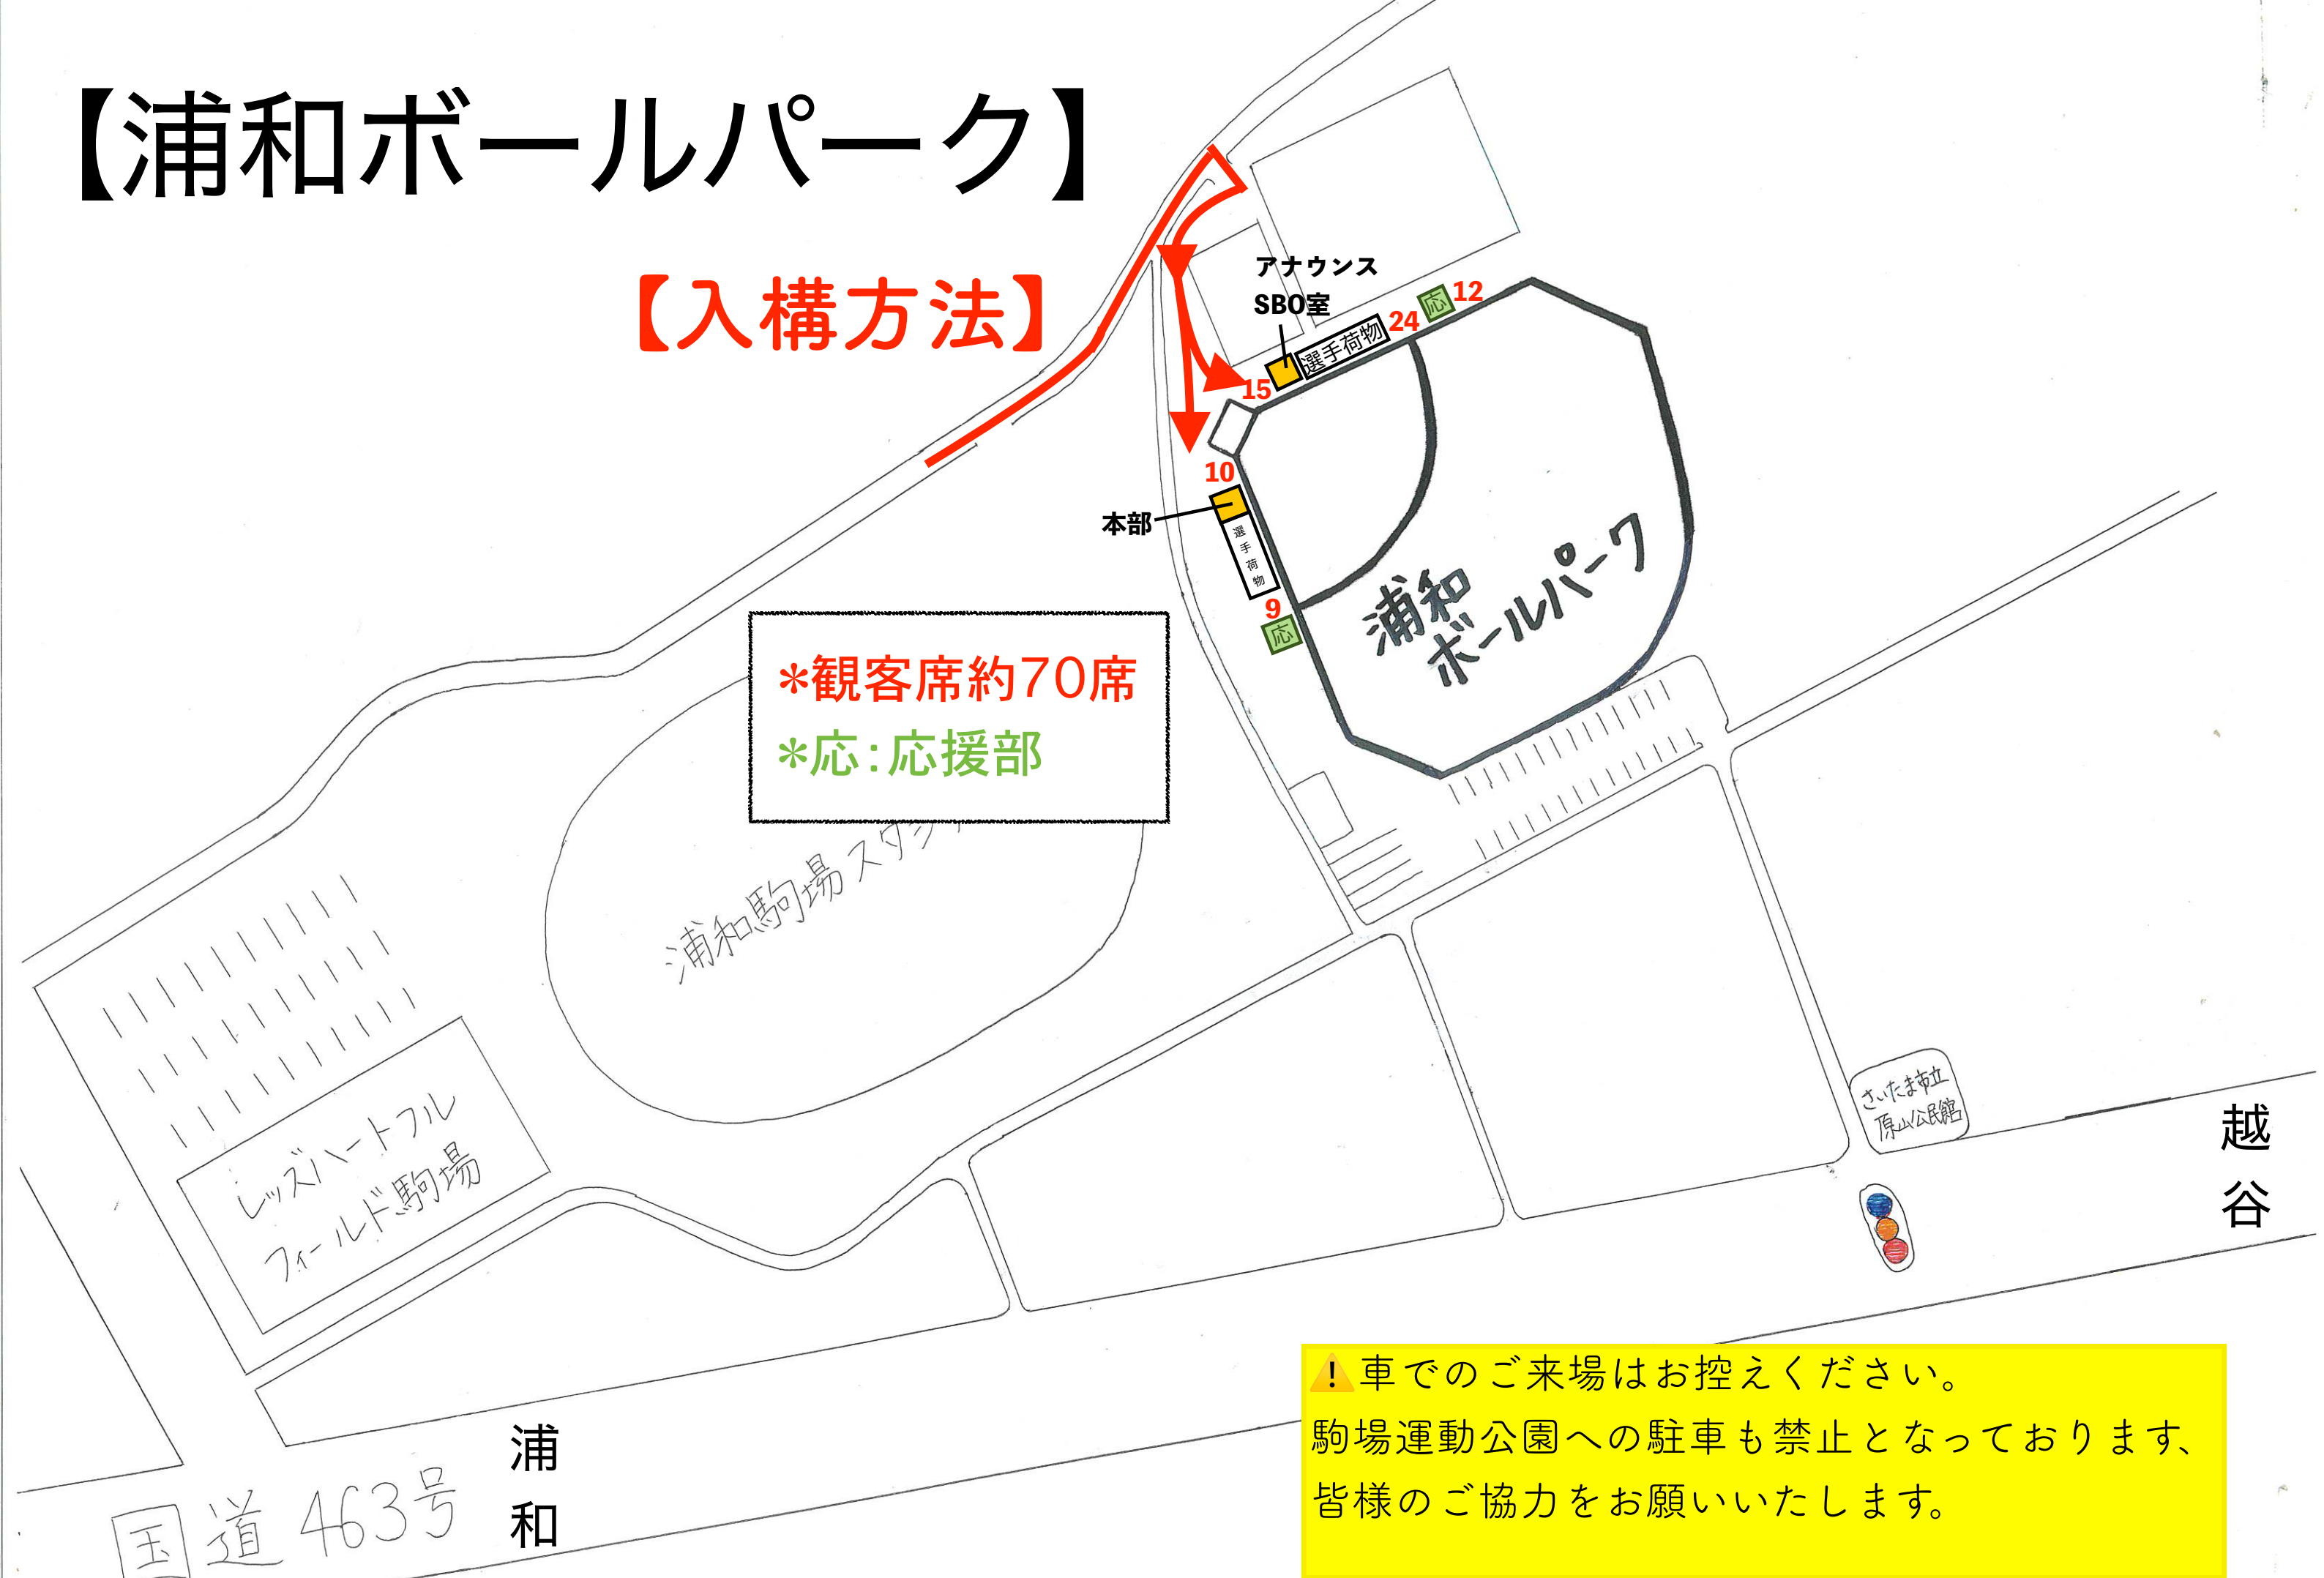 【浦和ボールパーク】
【入構方法】
アナウンス
SBO室
応
12
24
選手荷物
15
10
本部
選手荷物
9
応
浦和
ボールパーク
*観客席約70席
*応:応援部
浦和駒場スタジ
レッズハートフル
フィールド駒場
さいたま市立
原山公民館
越谷
浦和
国道463号
⚠️車でのご来場はお控えください。
駒場運動公園への駐車も禁止となっております、
皆様のご協力をお願いいたします。